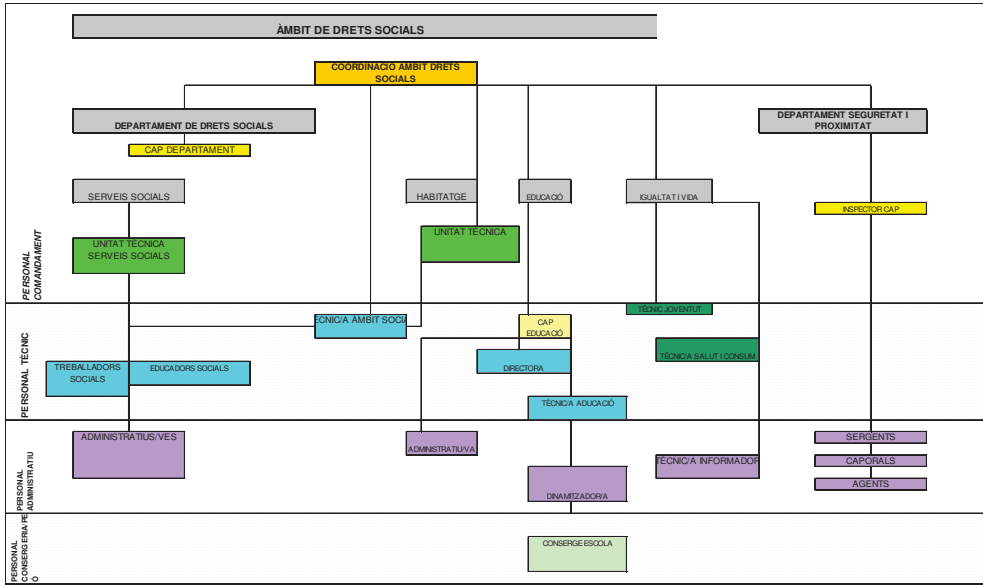 ÀMBIT DE DRETS SOCIALS
COORDINACIÓ ÀMBIT DRETS
SOCIALS
DEPARTAMENT DE DRETS SOCIALS
DEPARTAMENT SEGURETAT I
PROXIMITAT
CAP DEPARTAMENT
SERVEIS SOCIALS
HABITATGE
EDUCACIÓ
IGUALTAT I VIDA
INSPECTOR CAP
UNITAT TÈCNICA
SERVEIS SOCIALS
UNITAT TÈCNICA
PERSONAL
COMANDAMENT
TÈCNIC JOVENTUT
ECNIC/A ÀMBIT SOCIA
CAP
EDUCACIÓ
PERSONAL TÈCNIC
TÈCNIC/A SALUT I CONSUM
TREBALLADORS
SOCIALS
EDUCADORS SOCIALS
DIRECTORA
TÈCNIC/A ADUCACIÓ
ADMINISTRATIUS/VES
ADMINISTRATIU/VA
TÈCNIC/A INFORMADOR
SERGENTS
CAPORALS
AGENTS
PERSONAL
ADMINISTRATIU
DINAMITZADOR/A
PERSONAL
CONSERGERIA/PE
Ó
CONSERGE ESCOLA